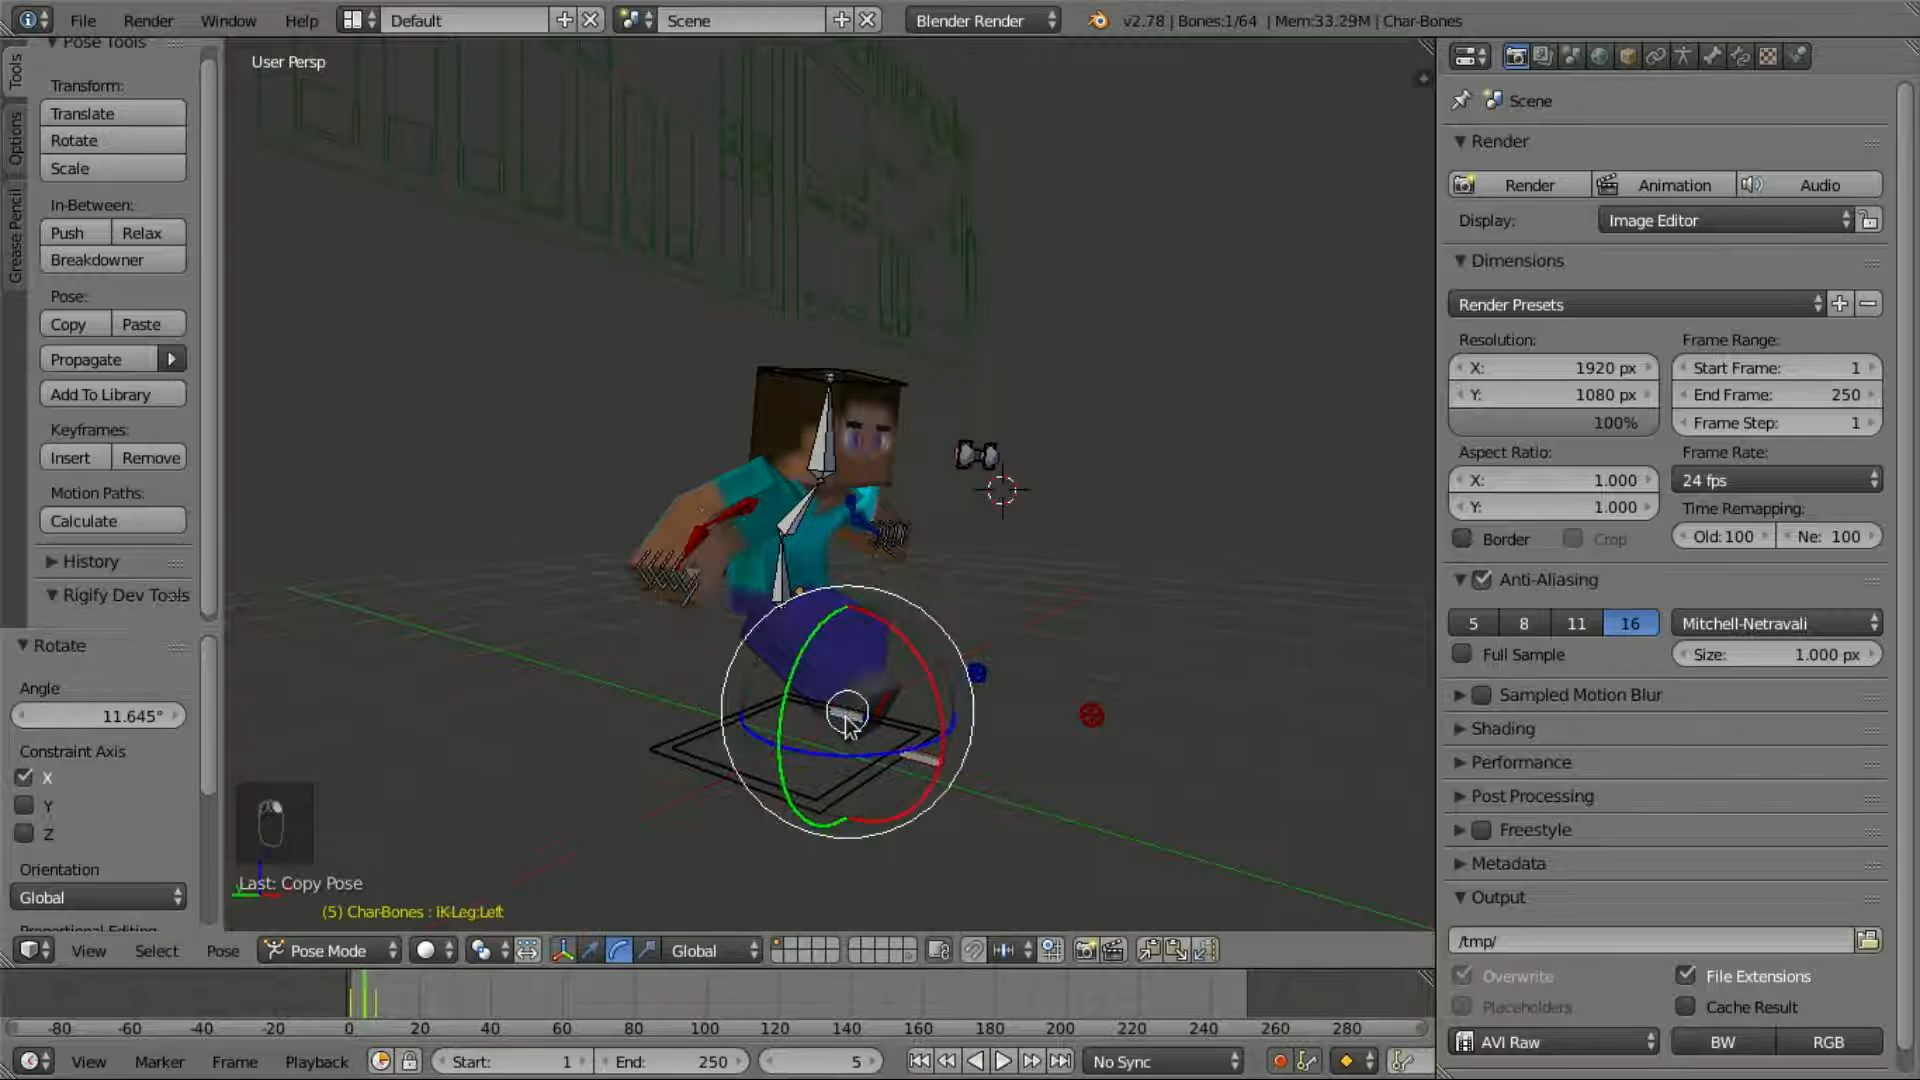 File Render Window Help Default Scene Blender Render v2.78 | Bones:1/64 | Mem:33.29M | Char-Bones
Pose Tools
Tools
Options
Grease Pencil
Transform:
Translate
Rotate
Scale
In-Between:
Push Relax
Breakdowner
Pose:
Copy Paste
Propagate
Add To Library
Keyframes:
Insert Remove
Motion Paths:
Calculate
History
Rigify Dev Tools
Rotate
Angle
11.645°
Constraint Axis
X
Y
Z
Orientation
Global
User Persp
Last: Copy Pose
(5) Char-Bones : IK-Leg.Left
View Select Pose Pose Mode Global
-80 -60 -40 -20 0 20 40 60 80 100 120 140 160 180 200 220 240 260 280
View Marker Frame Playback Start: 1 End: 250 5 No Sync
Scene
Render
Render Animation Audio
Display: Image Editor
Dimensions
Render Presets
Resolution: Frame Range:
X: 1920 px Start Frame: 1
Y: 1080 px End Frame: 250
100% Frame Step: 1
Aspect Ratio: Frame Rate:
X: 1.000 24 fps
Y: 1.000 Time Remapping:
Border Crop Old: 100 Ne: 100
Anti-Aliasing
5 8 11 16 Mitchell-Netravali
Full Sample Size: 1.000 px
Sampled Motion Blur
Shading
Performance
Post Processing
Freestyle
Metadata
Output
/tmp/
Overwrite File Extensions
Placeholders Cache Result
AVI Raw BW RGB